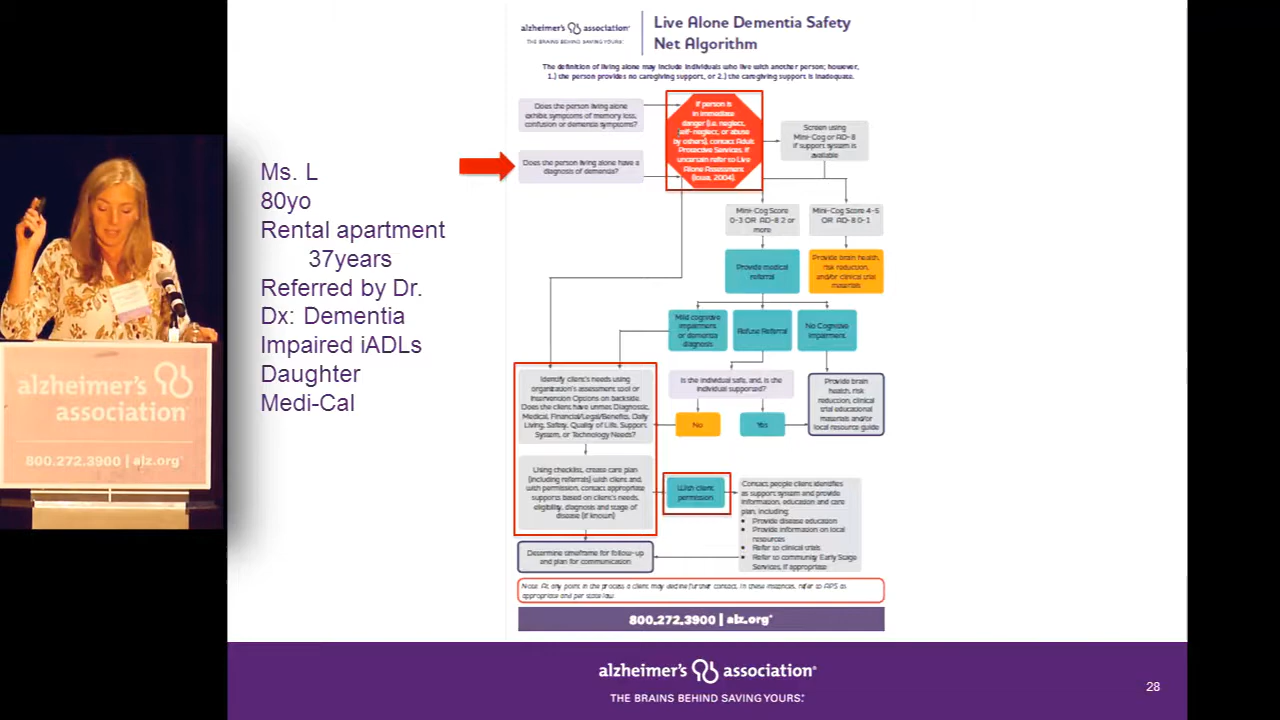 alzheimer's association®
THE BRAINS BEHIND SAVING YOURS.™
Live Alone Dementia Safety
Net Algorithm
The definition of living alone may include individuals who live with another person; however,
1.) the person provides no caregiving support, or 2.) the caregiving support is inadequate.
Does the person living alone
exhibit symptoms of memory loss,
confusion or dementia symptoms?
If person is
in immediate
danger (i.e. neglect,
self-neglect, or abuse
by others), contact Adult
Protective Services. If
uncertain refer to Live
Alone Assessment
(Iowa, 2004).
Screen using
Mini-Cog or AD-8
if support system is
available
Does the person living alone have a
diagnosis of dementia?
Ms. L
80yo
Rental apartment
37years
Referred by Dr.
Dx: Dementia
Impaired iADLs
Daughter
Medi-Cal
Mini-Cog Score
0-3 OR AD-8 2 or
more
Mini-Cog Score 4-5
OR AD-8 0-1
Provide medical
referral
Provide brain health,
risk reduction,
and/or clinical trial
materials
Mild cognitive
impairment
or dementia
diagnosis
Refuse Referral
No Cognitive
Impairment
Identify client's needs using
organization's assessment tool or
Intervention Options on backside.
Does the client have unmet Diagnostic,
Medical, Financial/Legal/Benefits, Daily
Living, Safety, Quality of Life, Support
System, or Technology Needs?
Is the individual safe, and, is the
individual supported?
No
Yes
Provide brain
health, risk
reduction, clinical
trial educational
materials and/or
local resource guide
Using checklist, create care plan
(including referrals) with client and,
with permission, contact appropriate
supports based on client's needs,
eligibility, diagnosis and stage of
disease (if known)
With client
permission
Contact people client identifies
as support system and provide
information, education and care
plan, including:
• Provide disease education
• Provide information on local
resources
• Refer to clinical trials
• Refer to community Early Stage
Services, if appropriate
Determine timeframe for follow-up
and plan for communication
Note: At any point in the process a client may decline further contact. In these instances, refer to APS as
appropriate and per state law.
800.272.3900 | alz.org®
alzheimer's association®
THE BRAINS BEHIND SAVING YOURS.™
28
alzheimer's
association®
800.272.3900 | alz.org®